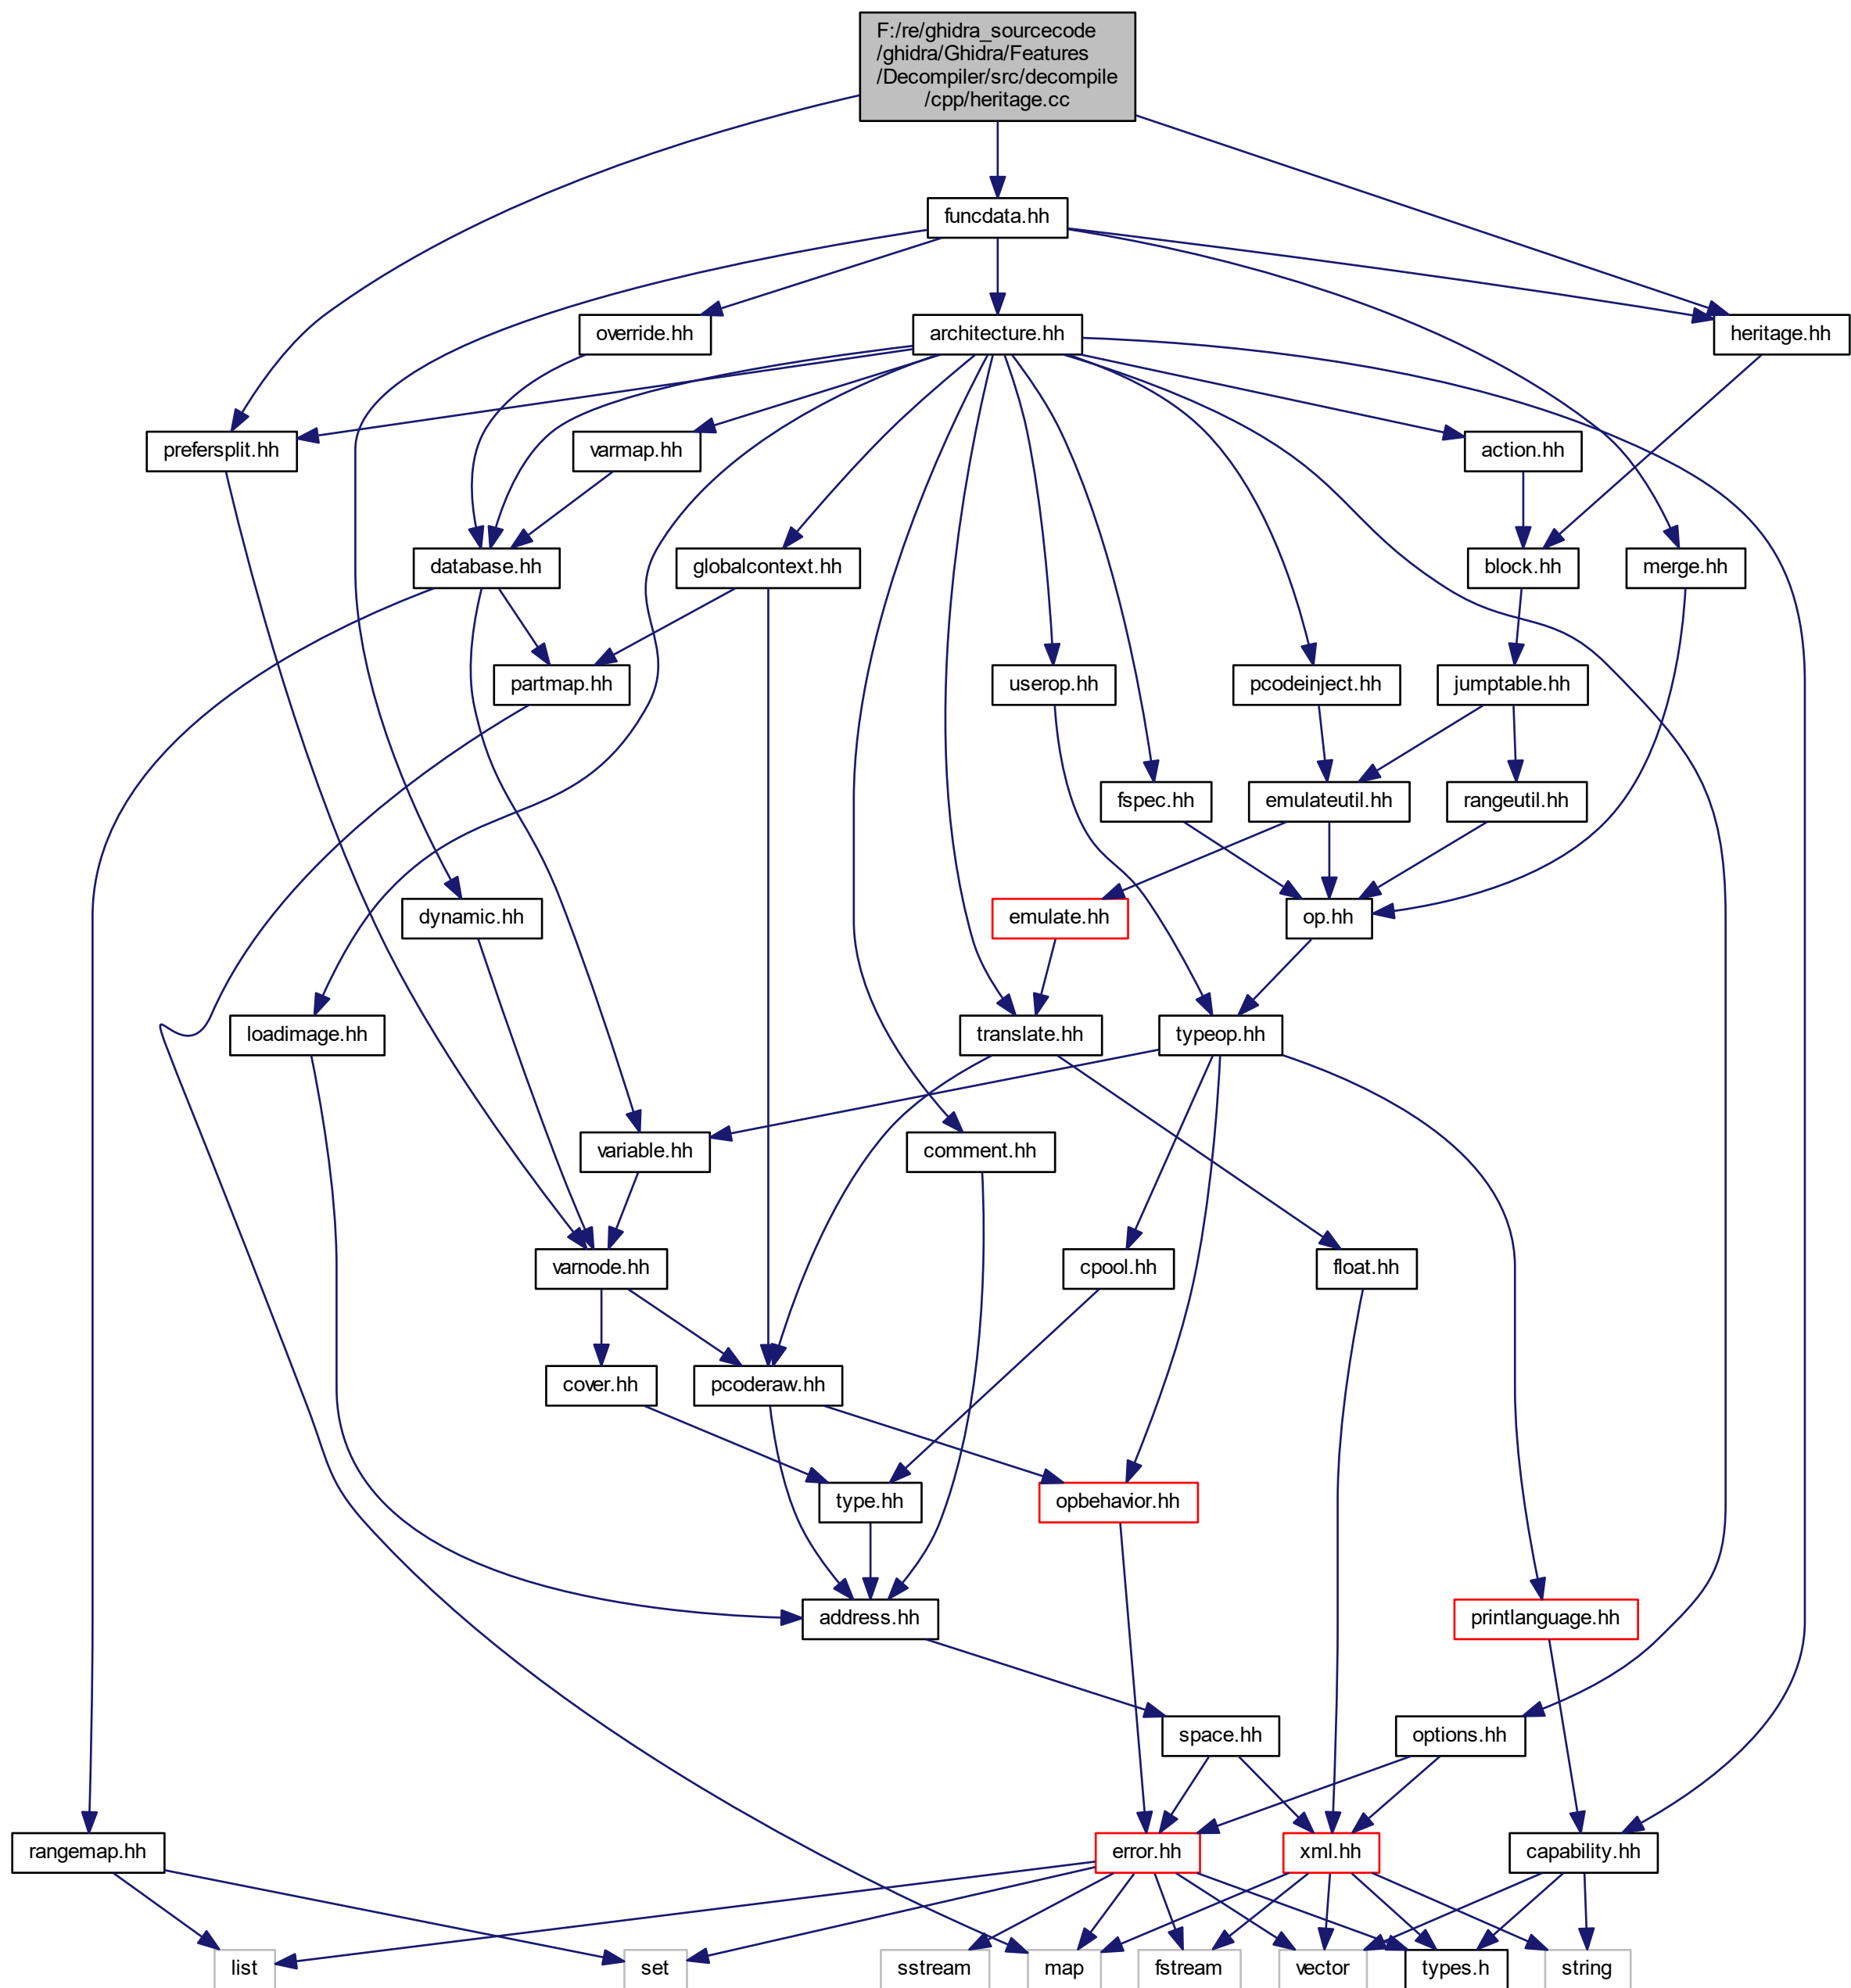 F:/re/ghidra_sourcecode
/ghidra/Ghidra/Features
/Decompiler/src/decompile
/cpp/heritage.cc
funcdata.hh
override.hh
architecture.hh
heritage.hh
prefersplit.hh
varmap.hh
action.hh
database.hh
globalcontext.hh
block.hh
merge.hh
partmap.hh
userop.hh
pcodeinject.hh
jumptable.hh
fspec.hh
emulateutil.hh
rangeutil.hh
dynamic.hh
emulate.hh
op.hh
loadimage.hh
translate.hh
typeop.hh
variable.hh
comment.hh
varnode.hh
cpool.hh
float.hh
cover.hh
pcoderaw.hh
type.hh
opbehavior.hh
address.hh
printlanguage.hh
space.hh
options.hh
rangemap.hh
error.hh
xml.hh
capability.hh
list
set
sstream
map
fstream
vector
types.h
string